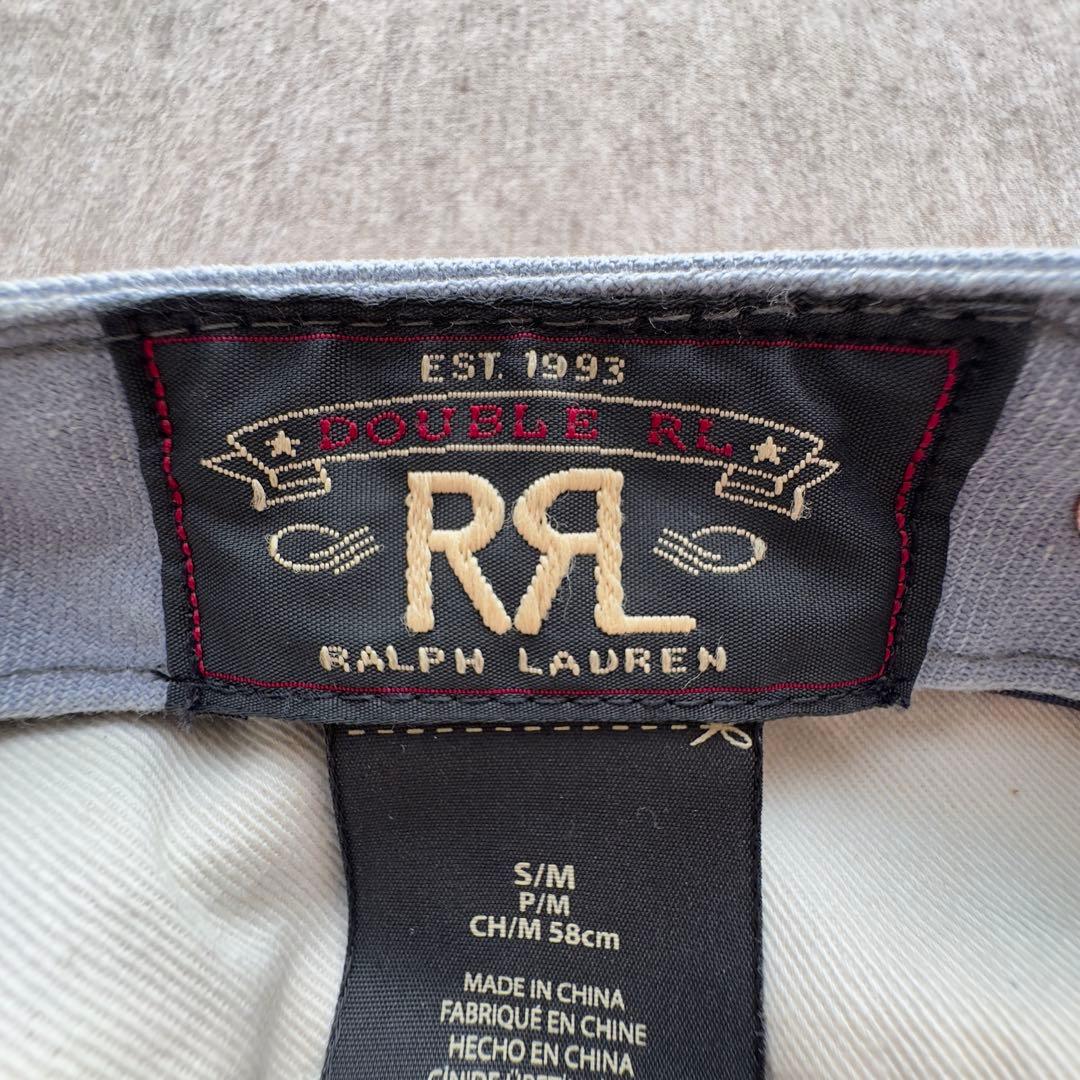 EST. 1993
DOUBLE RL
RRL
RALPH LAUREN
S/M
P/M
CH/M 58cm
MADE IN CHINA
FABRIQUÉ EN CHINE
HECHO EN CHINA